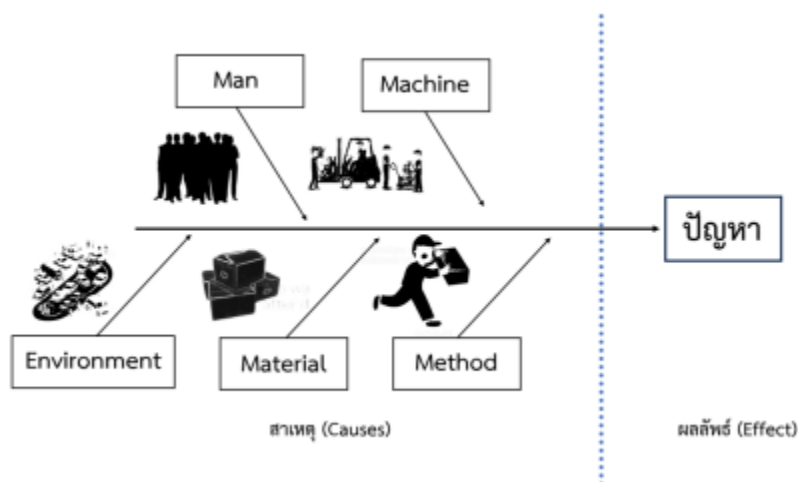 Man
Machine
ปัญหา
Environment
Material
Method
สาเหตุ (Causes)
ผลลัพธ์ (Effect)